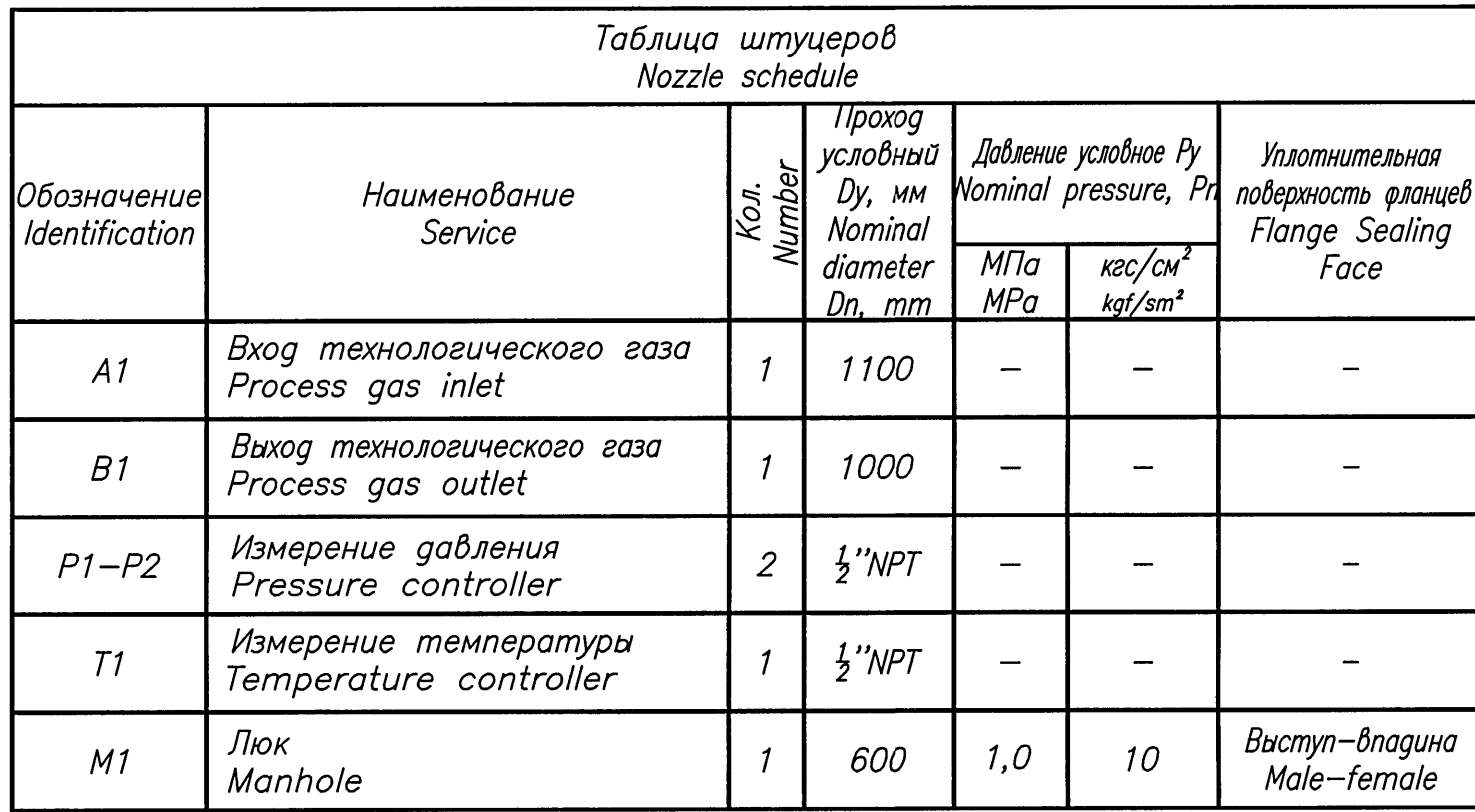 Таблица штуцеров
Nozzle schedule
Обозначение
Identification
Наименование
Service
Кол.
Number
Проход
условный
Dу, мм
Nominal
diameter
Dn, mm
Давление условное Ру
Nominal pressure, Pn
МПа
MPa
кгс/см²
kgf/sm²
Уплотнительная
поверхность фланцев
Flange Sealing
Face
A1
Вход технологического газа
Process gas inlet
1
1100
–
–
–
B1
Выход технологического газа
Process gas outlet
1
1000
–
–
–
P1–P2
Измерение давления
Pressure controller
2
½"NPT
–
–
–
T1
Измерение температуры
Temperature controller
1
½"NPT
–
–
–
M1
Люк
Manhole
1
600
1,0
10
Выступ–впадина
Male–female